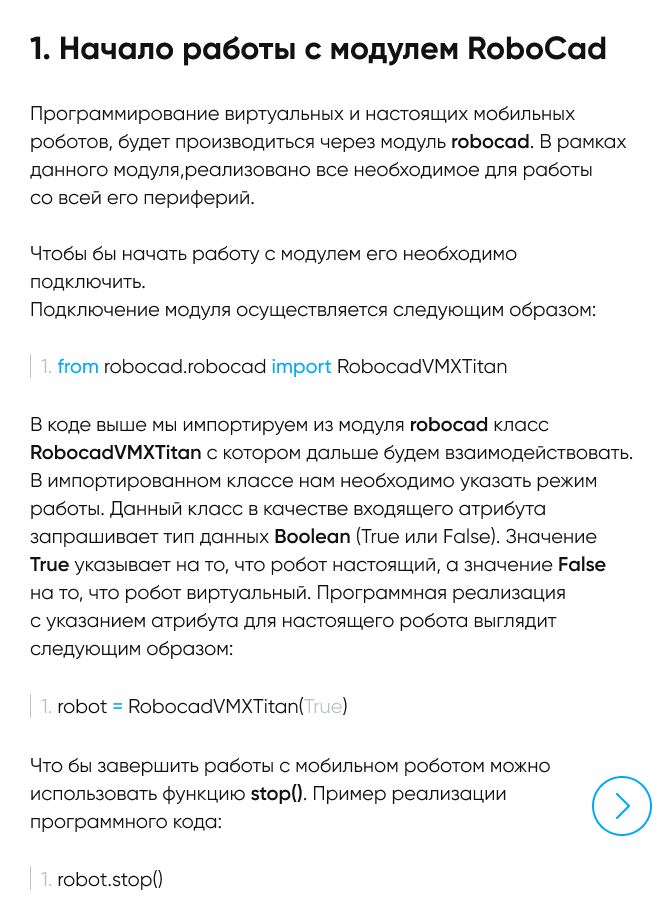 1. Начало работы с модулем RoboCad
Программирование виртуальных и настоящих мобильных
роботов, будет производиться через модуль robocad. В рамках
данного модуля,реализовано все необходимое для работы
со всей его периферий.
Чтобы бы начать работу с модулем его необходимо
подключить.
Подключение модуля осуществляется следующим образом:
1. from robocad.robocad import RobocadVMXTitan
В коде выше мы импортируем из модуля robocad класс
RobocadVMXTitan с котором дальше будем взаимодействовать.
В импортированном классе нам необходимо указать режим
работы. Данный класс в качестве входящего атрибута
запрашивает тип данных Boolean (True или False). Значение
True указывает на то, что робот настоящий, а значение False
на то, что робот виртуальный. Программная реализация
с указанием атрибута для настоящего робота выглядит
следующим образом:
1. robot = RobocadVMXTitan(True)
Что бы завершить работы с мобильном роботом можно
использовать функцию stop(). Пример реализации
программного кода:
1. robot.stop()